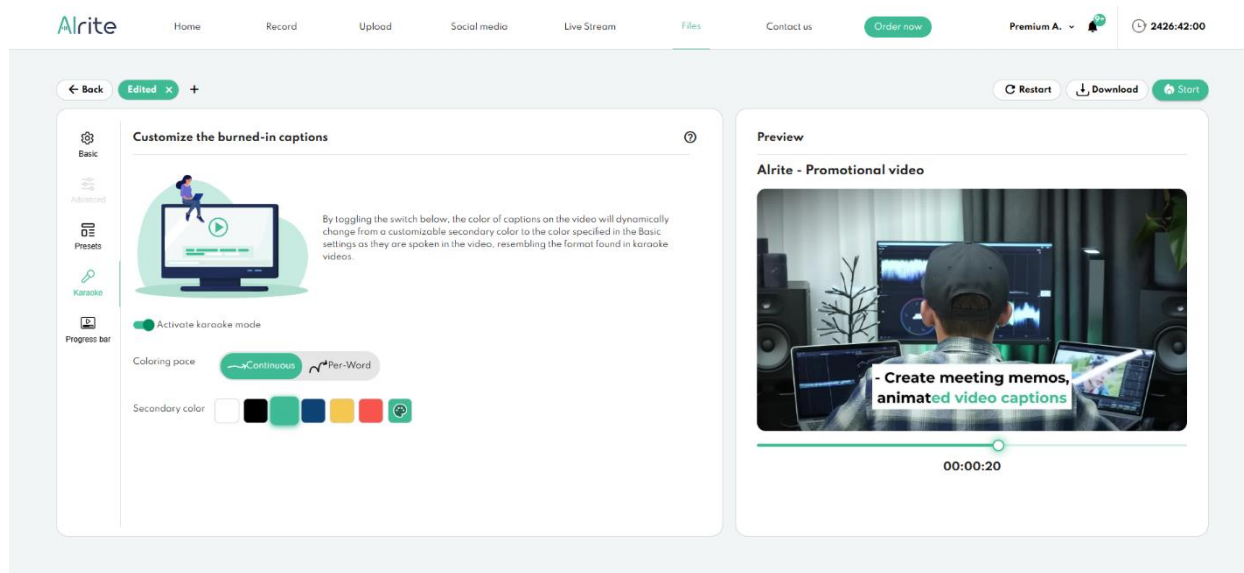 Alrite
Home
Record
Upload
Social media
Live Stream
Files
Contact us
Order now
Premium A.
9+
2426:42:00
Back
Edited ×
+
Restart
Download
Start
Basic
Advanced
Presets
Karaoke
Progress bar
Customize the burned-in captions
By toggling the switch below, the color of captions on the video will dynamically
change from a customizable secondary color to the color specified in the Basic
settings as they are spoken in the video, resembling the format found in karaoke
videos.
Activate karaoke mode
Coloring pace
Continuous
Per-Word
Secondary color
Preview
Alrite - Promotional video
- Create meeting memos,
animated video captions
00:00:20